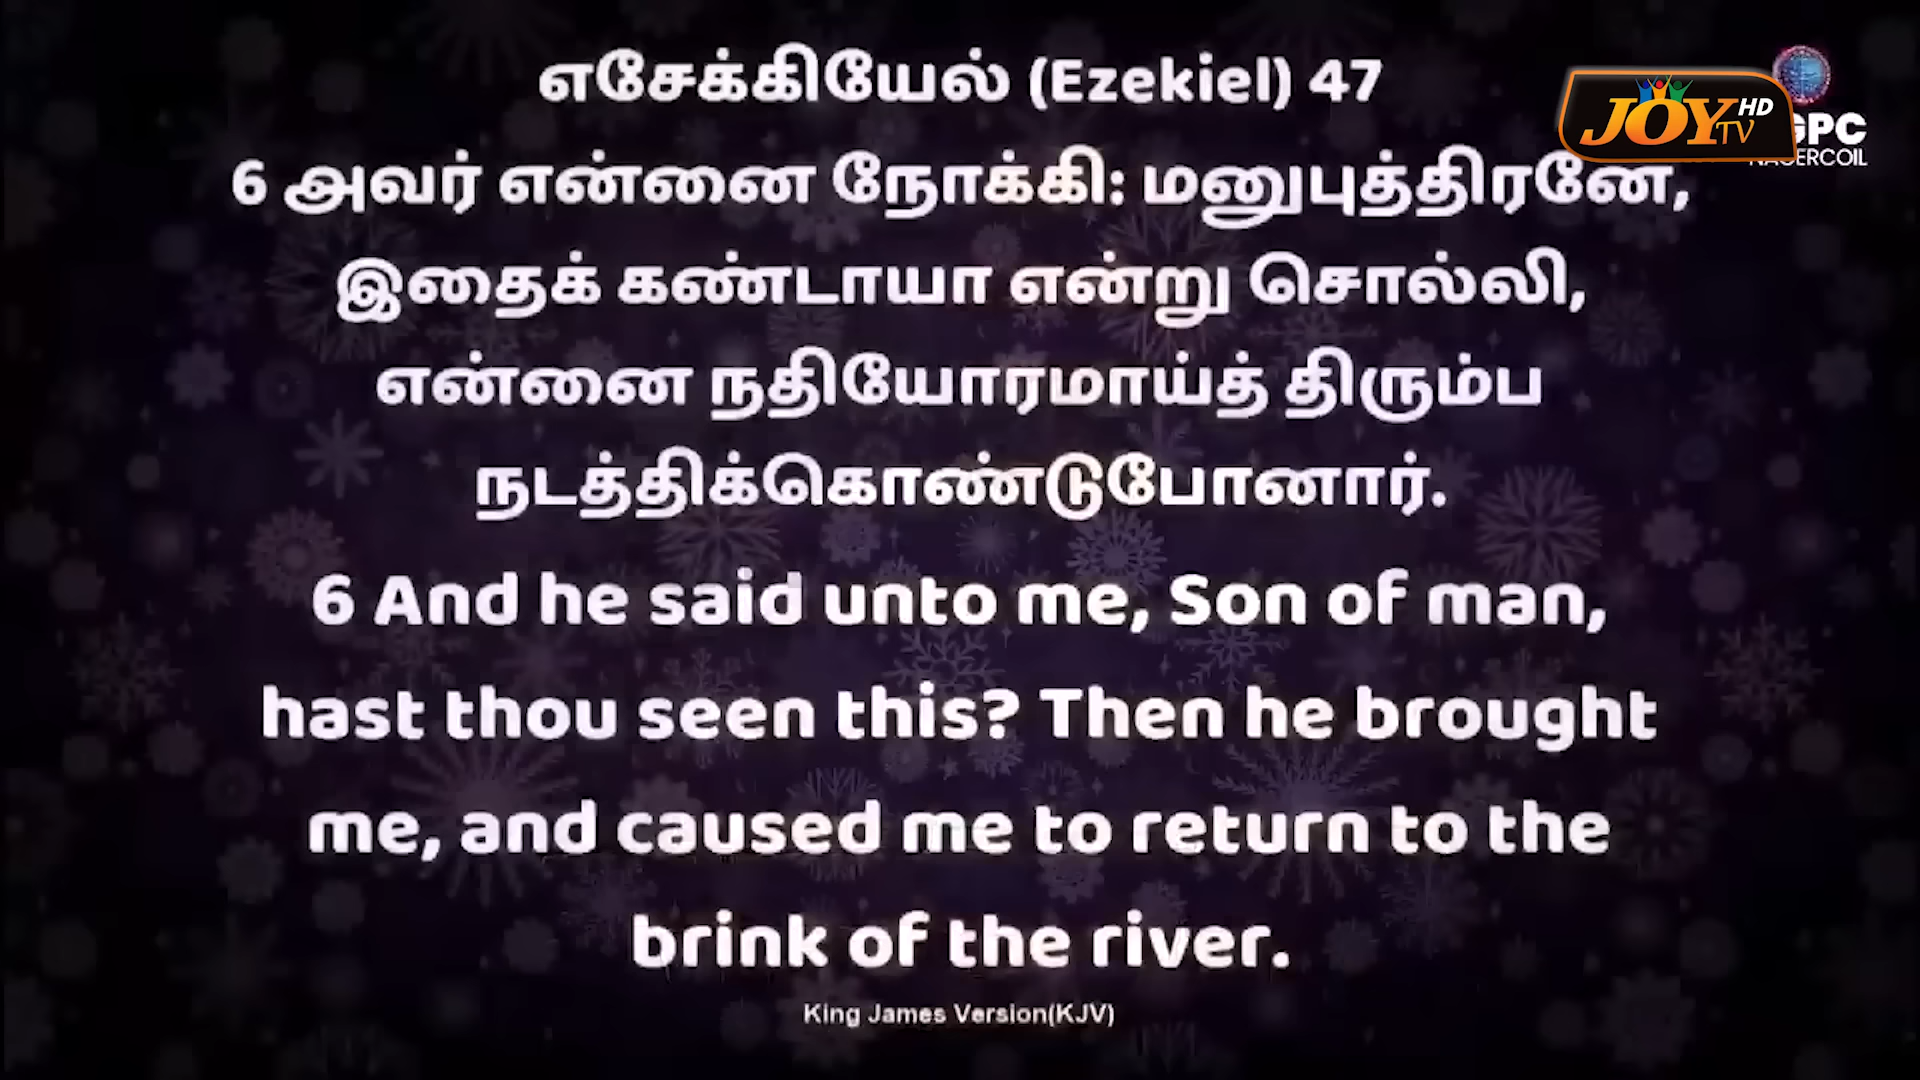 எசேக்கியேல் (Ezekiel) 47
JOY TV HD
GPC
NAGERCOIL
6 அவர் என்னை நோக்கி: மனுபுத்திரனே,
இதைக் கண்டாயா என்று சொல்லி,
என்னை நதியோரமாய்த் திரும்ப
நடத்திக்கொண்டுபோனார்.
6 And he said unto me, Son of man,
hast thou seen this? Then he brought
me, and caused me to return to the
brink of the river.
King James Version(KJV)